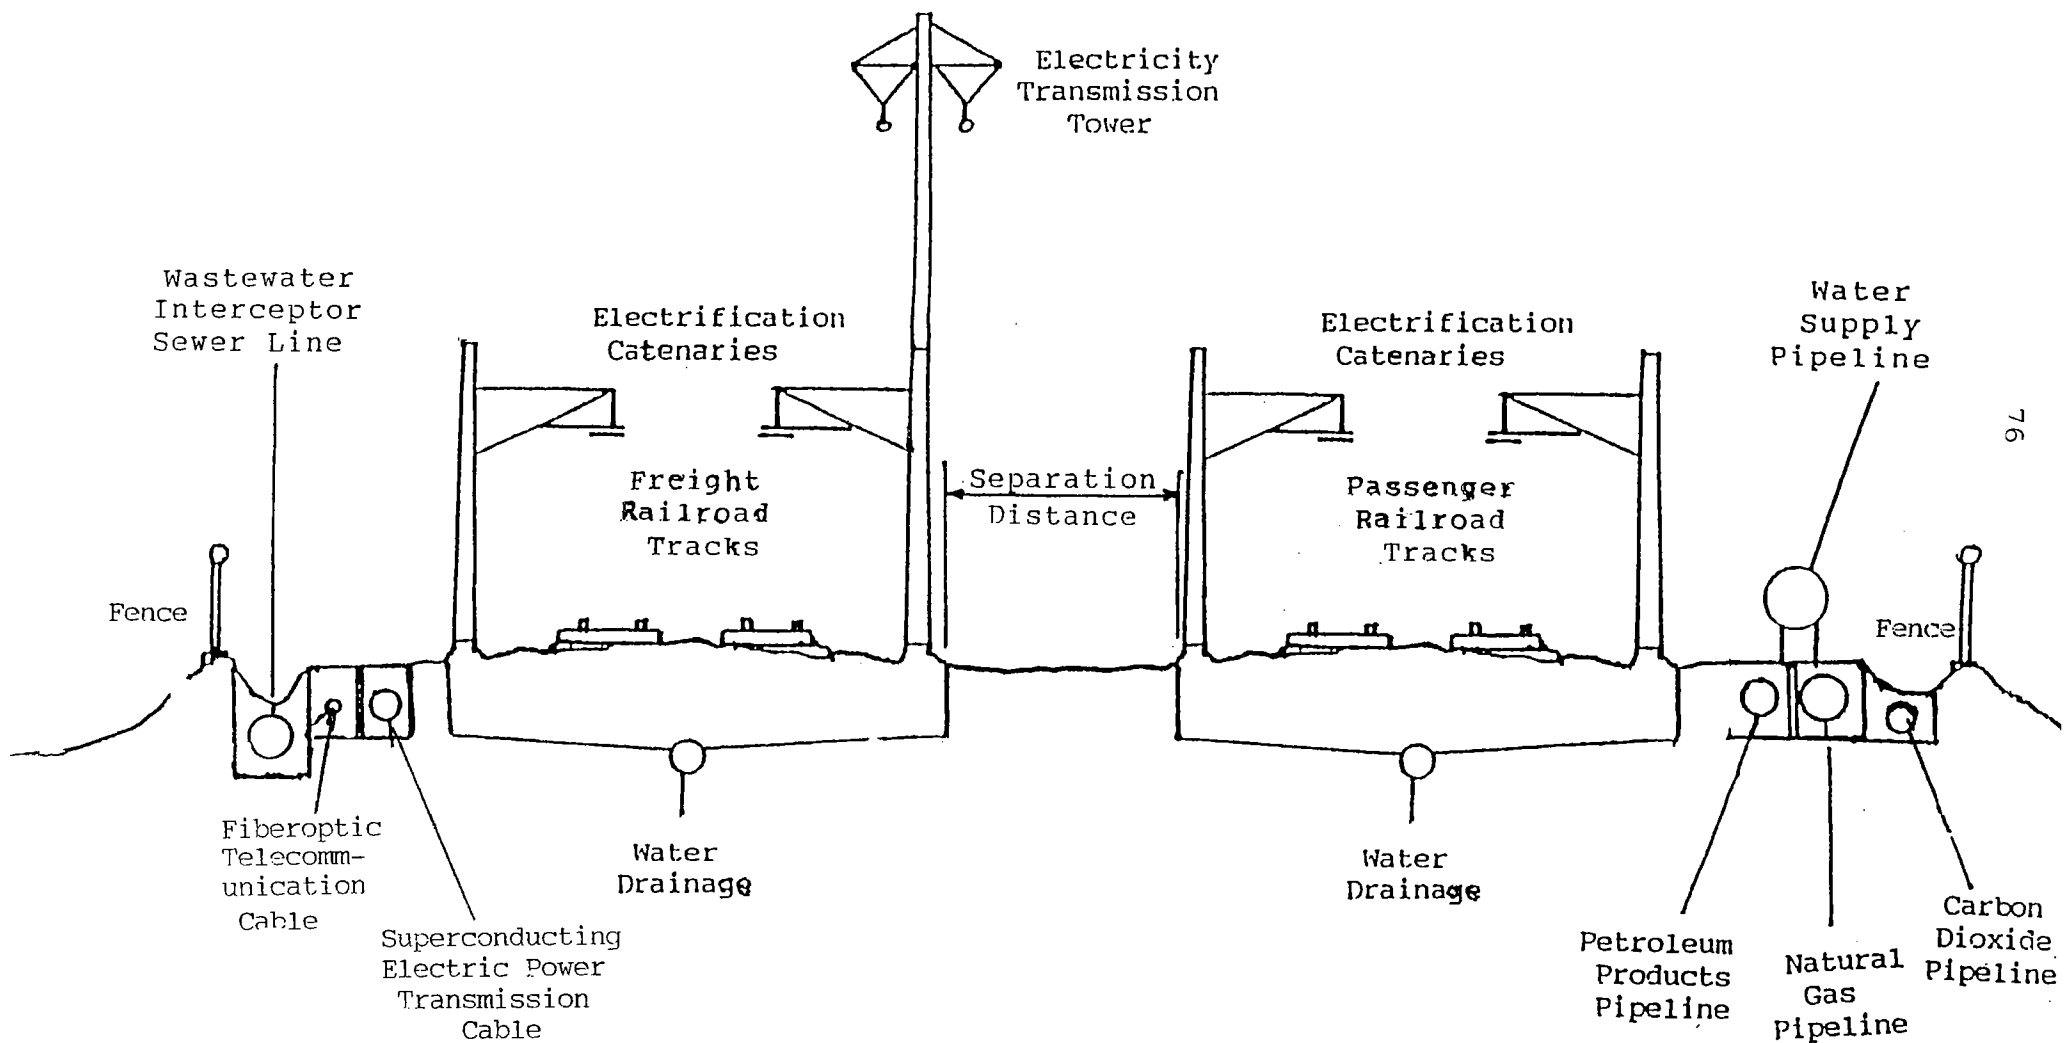 Electricity
Transmission
Tower
Wastewater
Interceptor
Sewer Line
Electrification
Catenaries
Electrification
Catenaries
Water
Supply
Pipeline
76
Freight
Railroad
Tracks
Separation
Distance
Passenger
Railroad
Tracks
Fence
Fence
Fiberoptic
Telecomm-
unication
Cable
Water
Drainage
Water
Drainage
Superconducting
Electric Power
Transmission
Cable
Petroleum
Products
Pipeline
Natural
Gas
Pipeline
Carbon
Dioxide
Pipeline